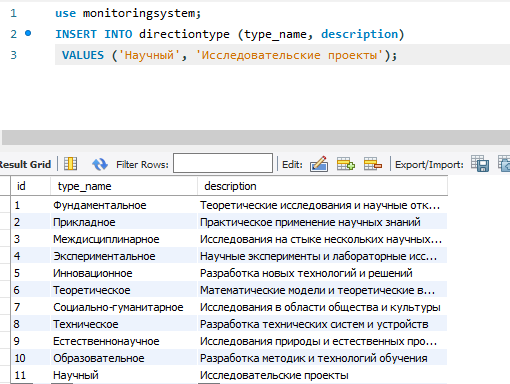 1 use monitoringsystem;
2 INSERT INTO directiontype (type_name, description)
3 VALUES ('Научный', 'Исследовательские проекты');
Result Grid Filter Rows: Edit: Export/Import:
id type_name description
1 Фундаментальное Теоретические исследования и научные отк...
2 Прикладное Практическое применение научных знаний
3 Междисциплинарное Исследования на стыке нескольких научных...
4 Экспериментальное Научные эксперименты и лабораторные исс...
5 Инновационное Разработка новых технологий и решений
6 Теоретическое Математические модели и теоретические в...
7 Социально-гуманитарное Исследования в области общества и культуры
8 Техническое Разработка технических систем и устройств
9 Естественнонаучное Исследования природы и естественных про...
10 Образовательное Разработка методик и технологий обучения
11 Научный Исследовательские проекты